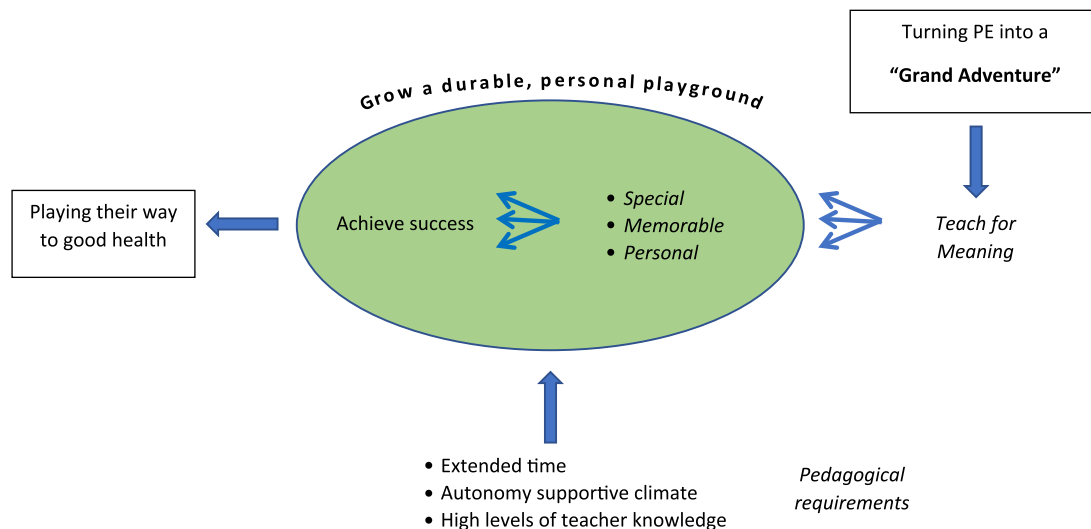 Turning PE into a
“Grand Adventure”
Grow a durable, personal playground
Playing their way
to good health
Achieve success
• Special
• Memorable
• Personal
Teach for
Meaning
• Extended time
• Autonomy supportive climate
• High levels of teacher knowledge
Pedagogical
requirements